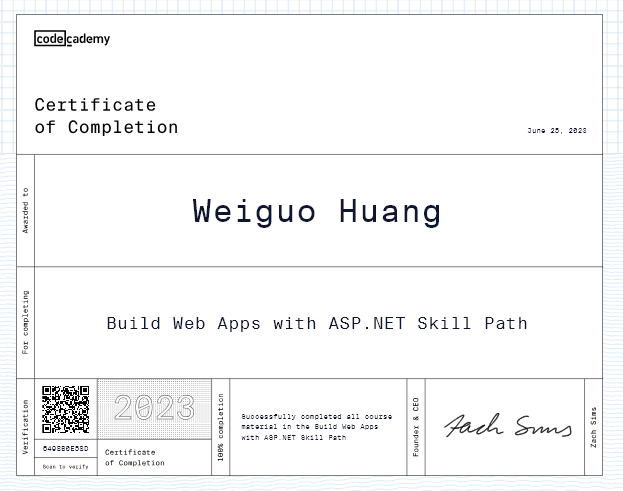 codecademy
Certificate
of Completion
June 25, 2023
Awarded to
Weiguo Huang
For completing
Build Web Apps with ASP.NET Skill Path
Verification
Scan to verify
2023
Certificate
of Completion
100% completion
Successfully completed all course
material in the Build Web Apps
with ASP.NET Skill Path
Founder & CEO
Zach Sims
Zach Sims